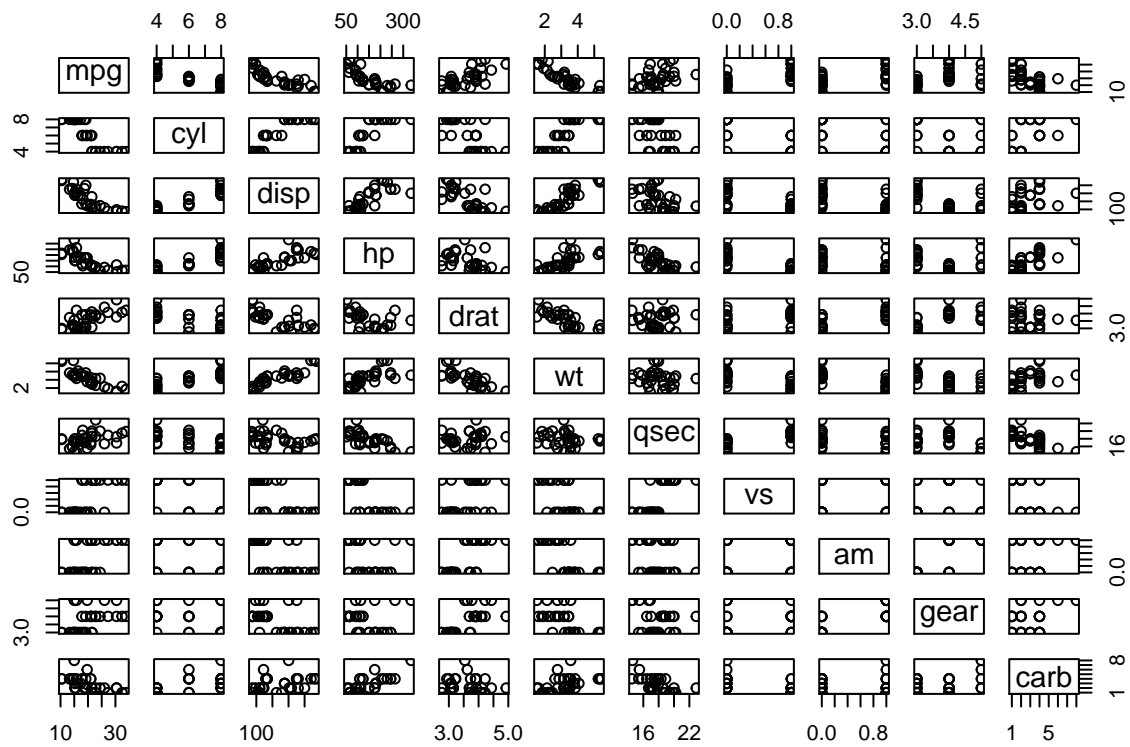 4 6 8 50 300 2 4 0.0 1.0 3.0 4.5
mpg 10
4 8 cyl
disp 100
50 hp
drat 3.0
2 wt
qsec 16
0.0 vs
am 0.0
3.0 gear
carb 1 8
10 30 100 3.0 5.0 16 22 0.0 0.8 1 5